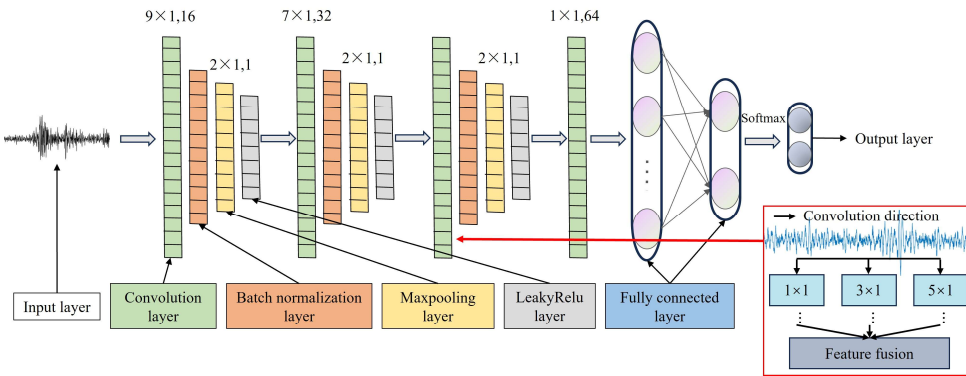 9×1,16
7×1,32
1×1,64
2×1,1
2×1,1
2×1,1
Softmax
Output layer
Convolution direction
1×1
3×1
5×1
Feature fusion
Input layer
Convolution
layer
Batch normalization
layer
Maxpooling
layer
LeakyRelu
layer
Fully connected
layer